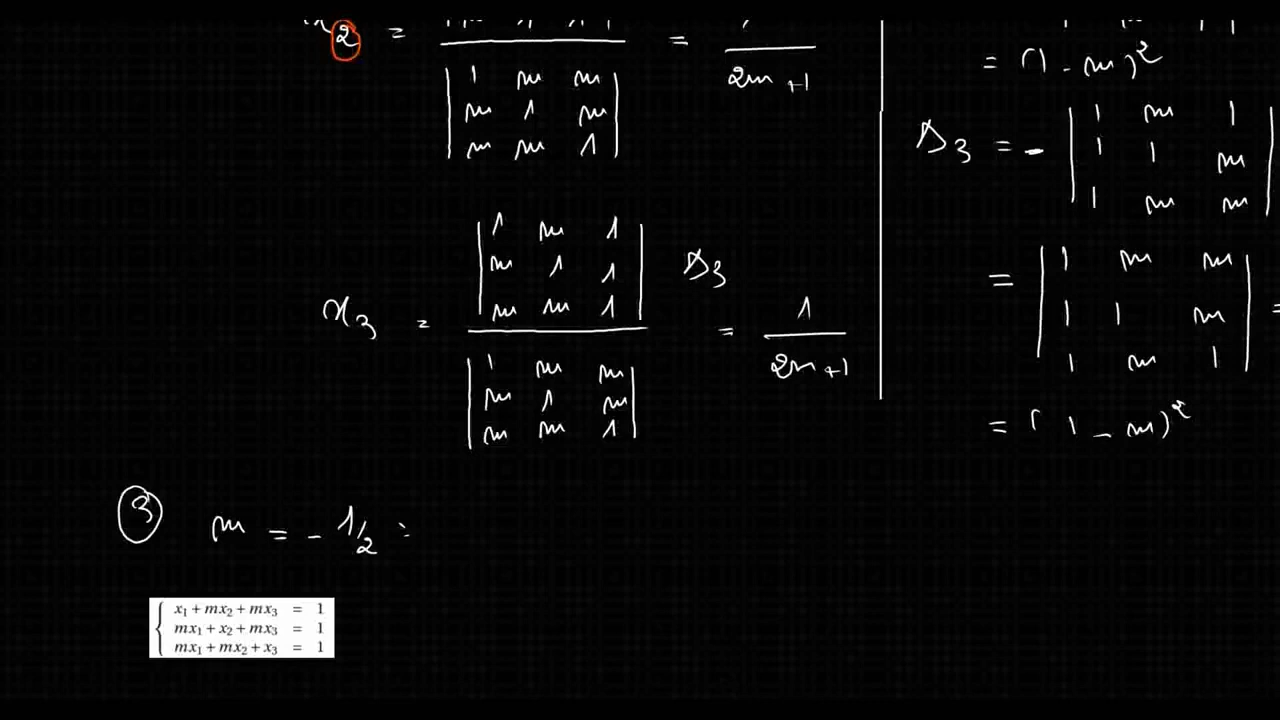 x₂ = = 
|1 m m|
|m 1 m|
|m m 1|
2m+1
x₃ =
|1 m 1|
|m 1 1|
|m m 1|
Δ₃
|1 m m|
|m 1 m|
|m m 1|
= 1/(2m+1)
= (1 - m)²
Δ₃ = -
|1 m 1|
|1 1 m|
|1 m m|
=
|1 m m|
|1 1 m|
|1 m 1|
=
= (1 - m)²
③ m = - 1/2 :
x₁ + mx₂ + mx₃ = 1
mx₁ + x₂ + mx₃ = 1
mx₁ + mx₂ + x₃ = 1